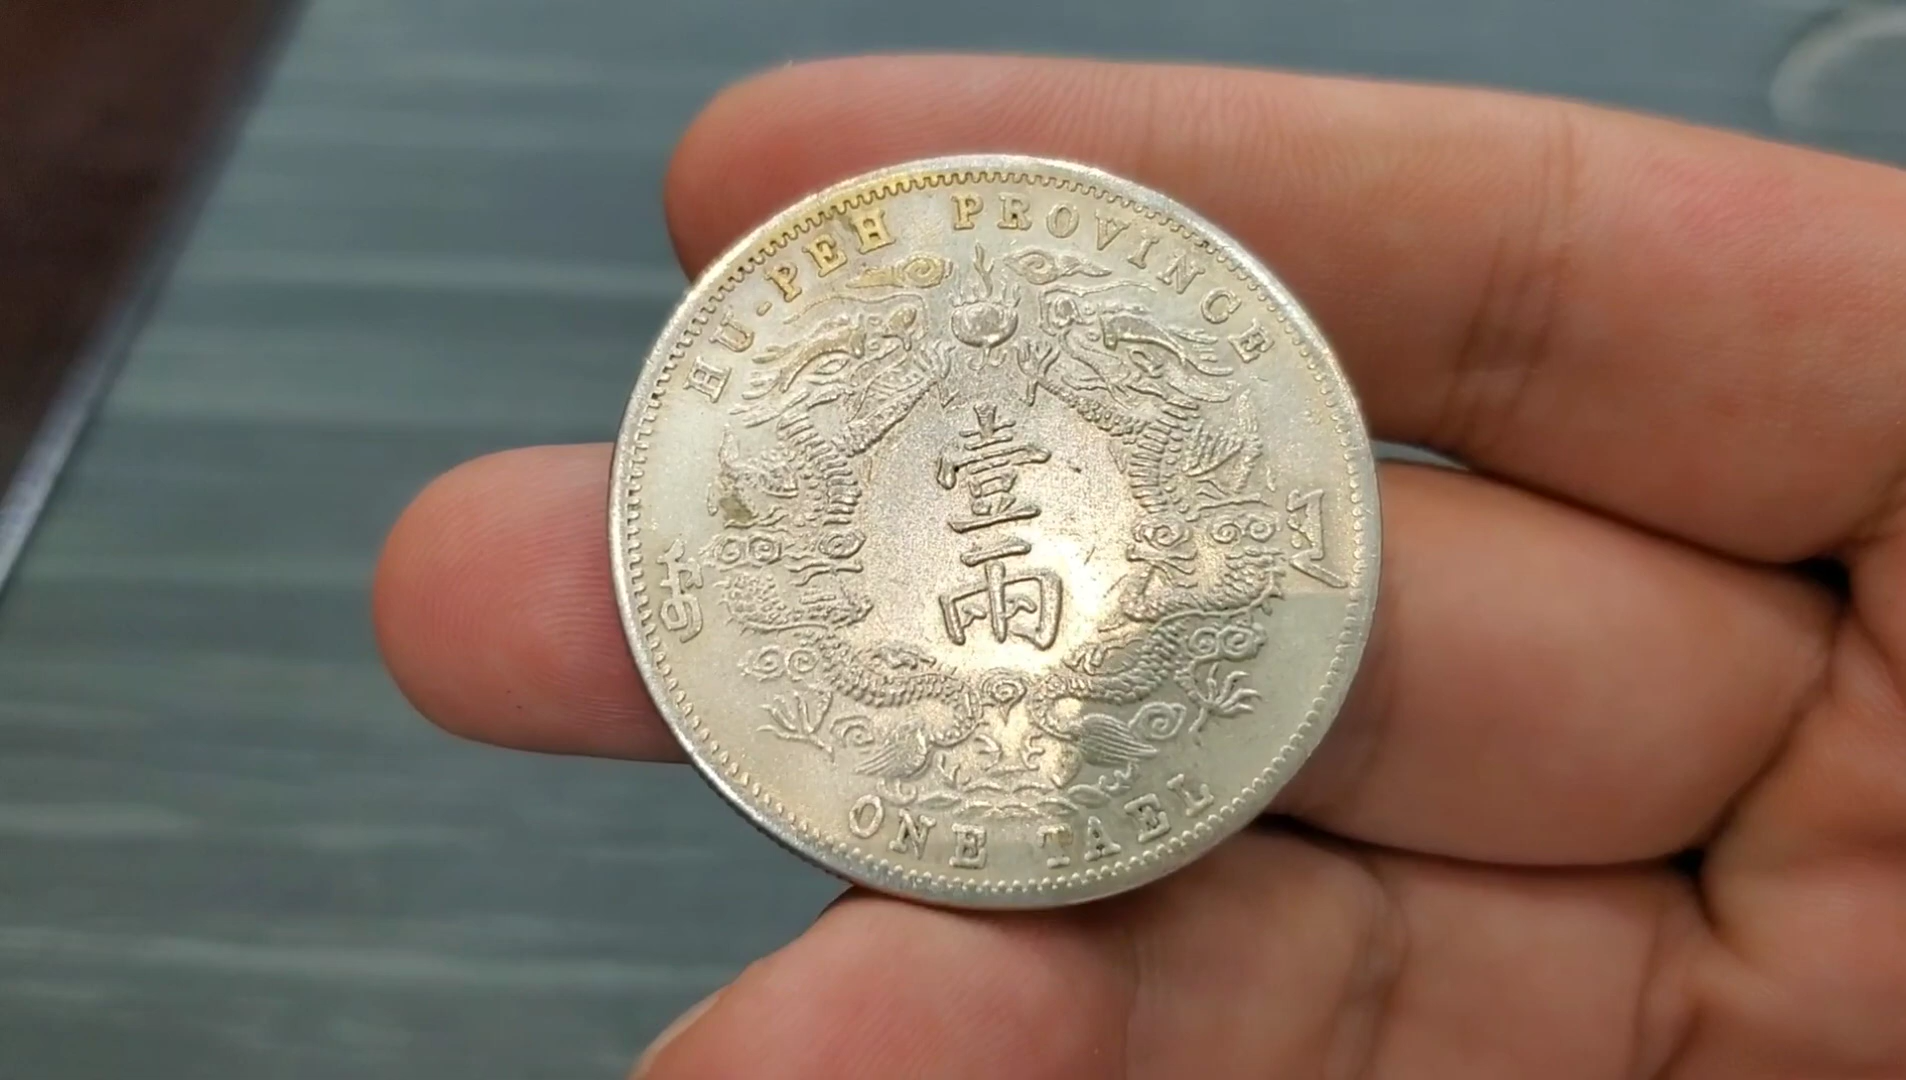 HU-PEH PROVINCE
壹
兩
ONE TAEL